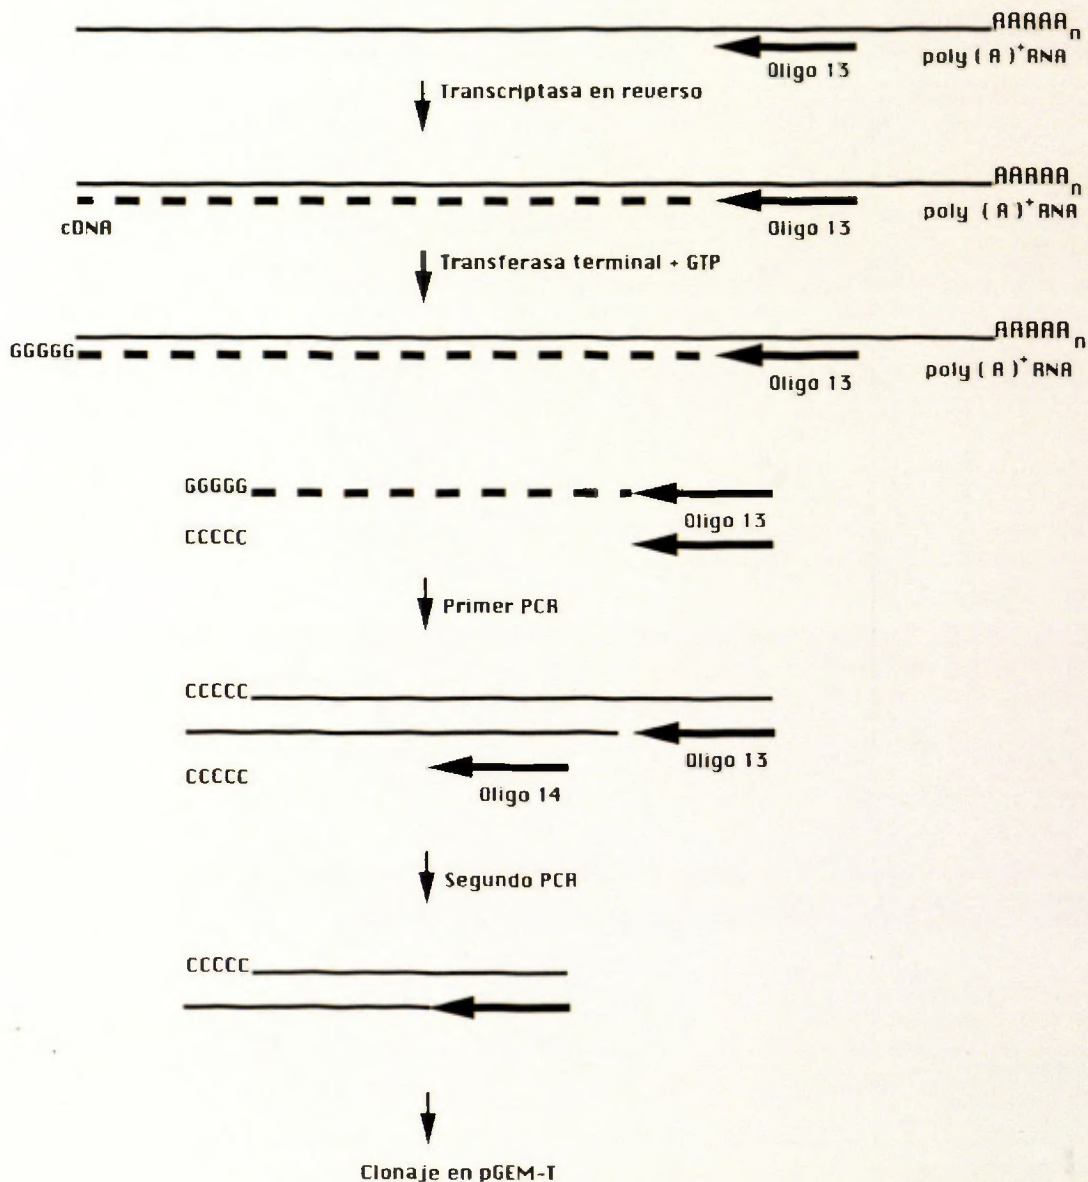 AAAAA n
Oligo 13
poly (A)+ RNA
Transcriptasa en reverso
AAAAA n
cDNA
Oligo 13
poly (A)+ RNA
Transferasa terminal + GTP
GGGGG
AAAAA n
Oligo 13
poly (A)+ RNA
GGGGG
Oligo 13
CCCCC
Primer PCR
CCCCC
Oligo 13
CCCCC
Oligo 14
Segundo PCR
CCCCC
Clonaje en pGEM-T